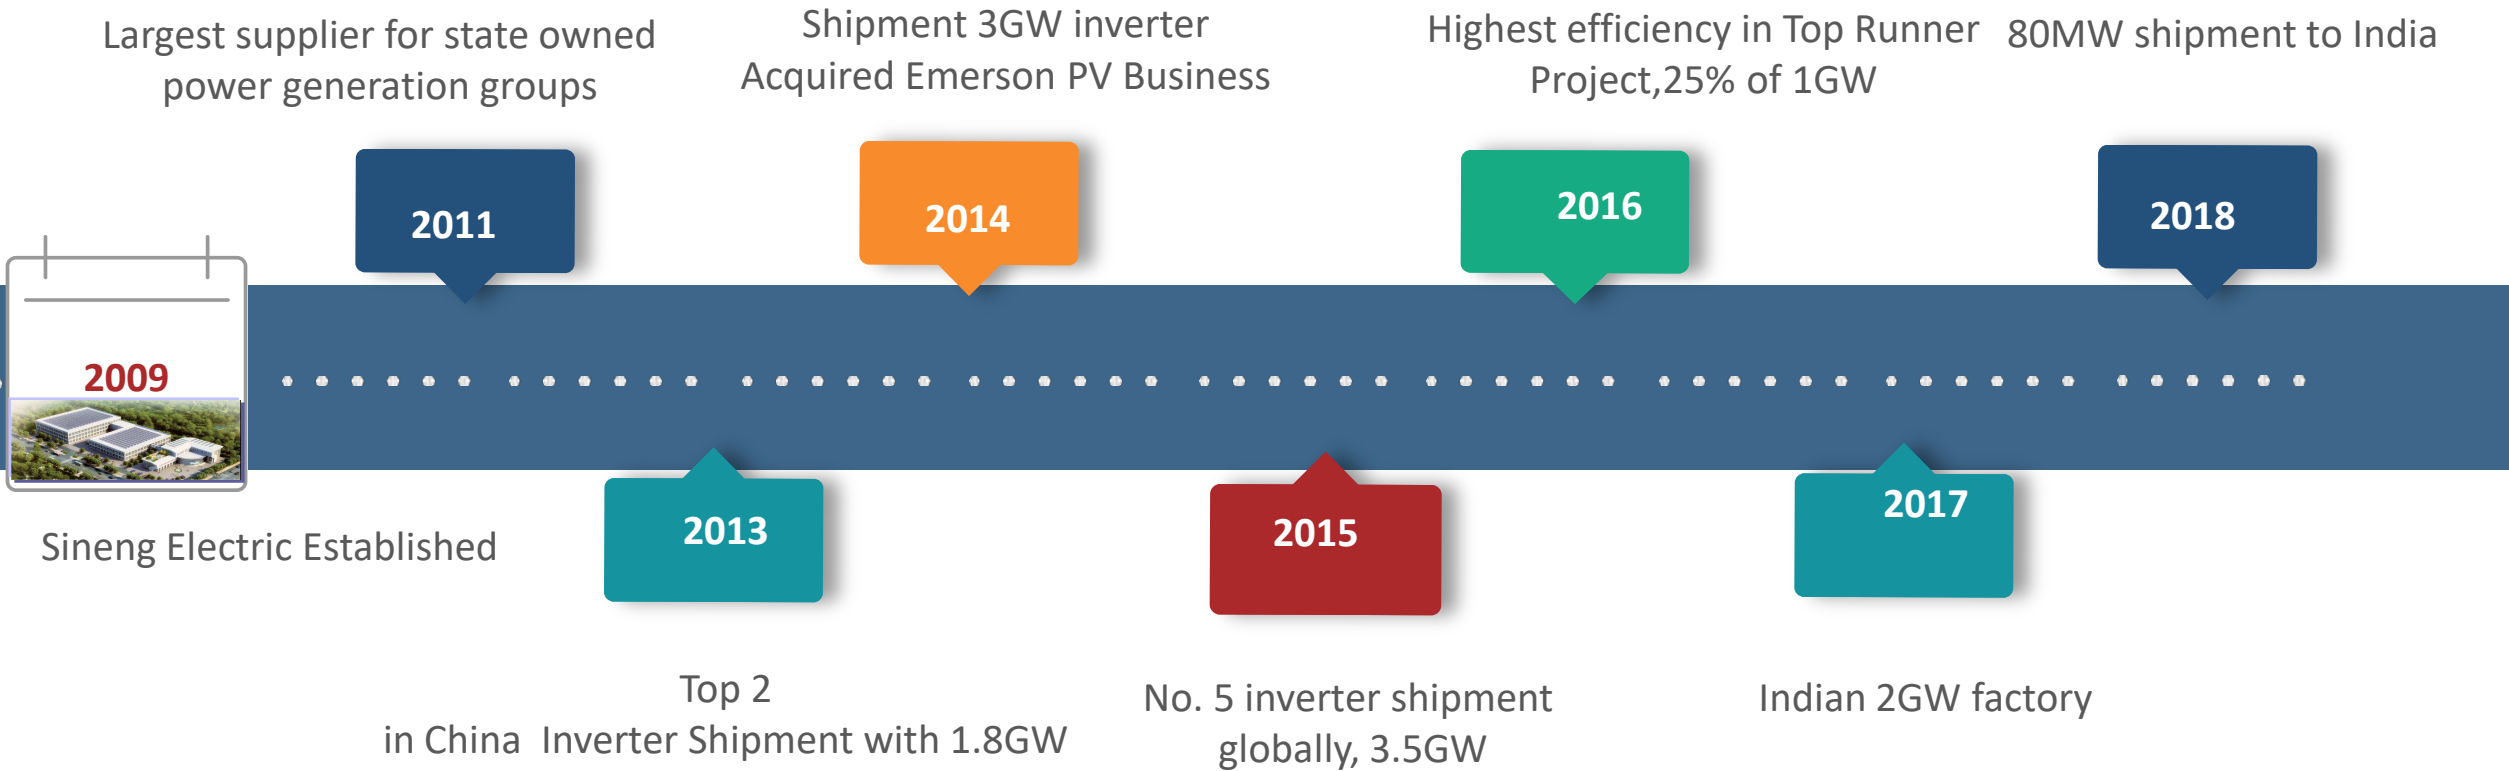 Largest supplier for state owned
power generation groups
Shipment 3GW inverter
Acquired Emerson PV Business
Highest efficiency in Top Runner
Project,25% of 1GW
80MW shipment to India
2011
2014
2016
2018
2009
2013
2015
2017
Sineng Electric Established
Top 2
in China  Inverter Shipment with 1.8GW
No. 5 inverter shipment
globally, 3.5GW
Indian 2GW factory